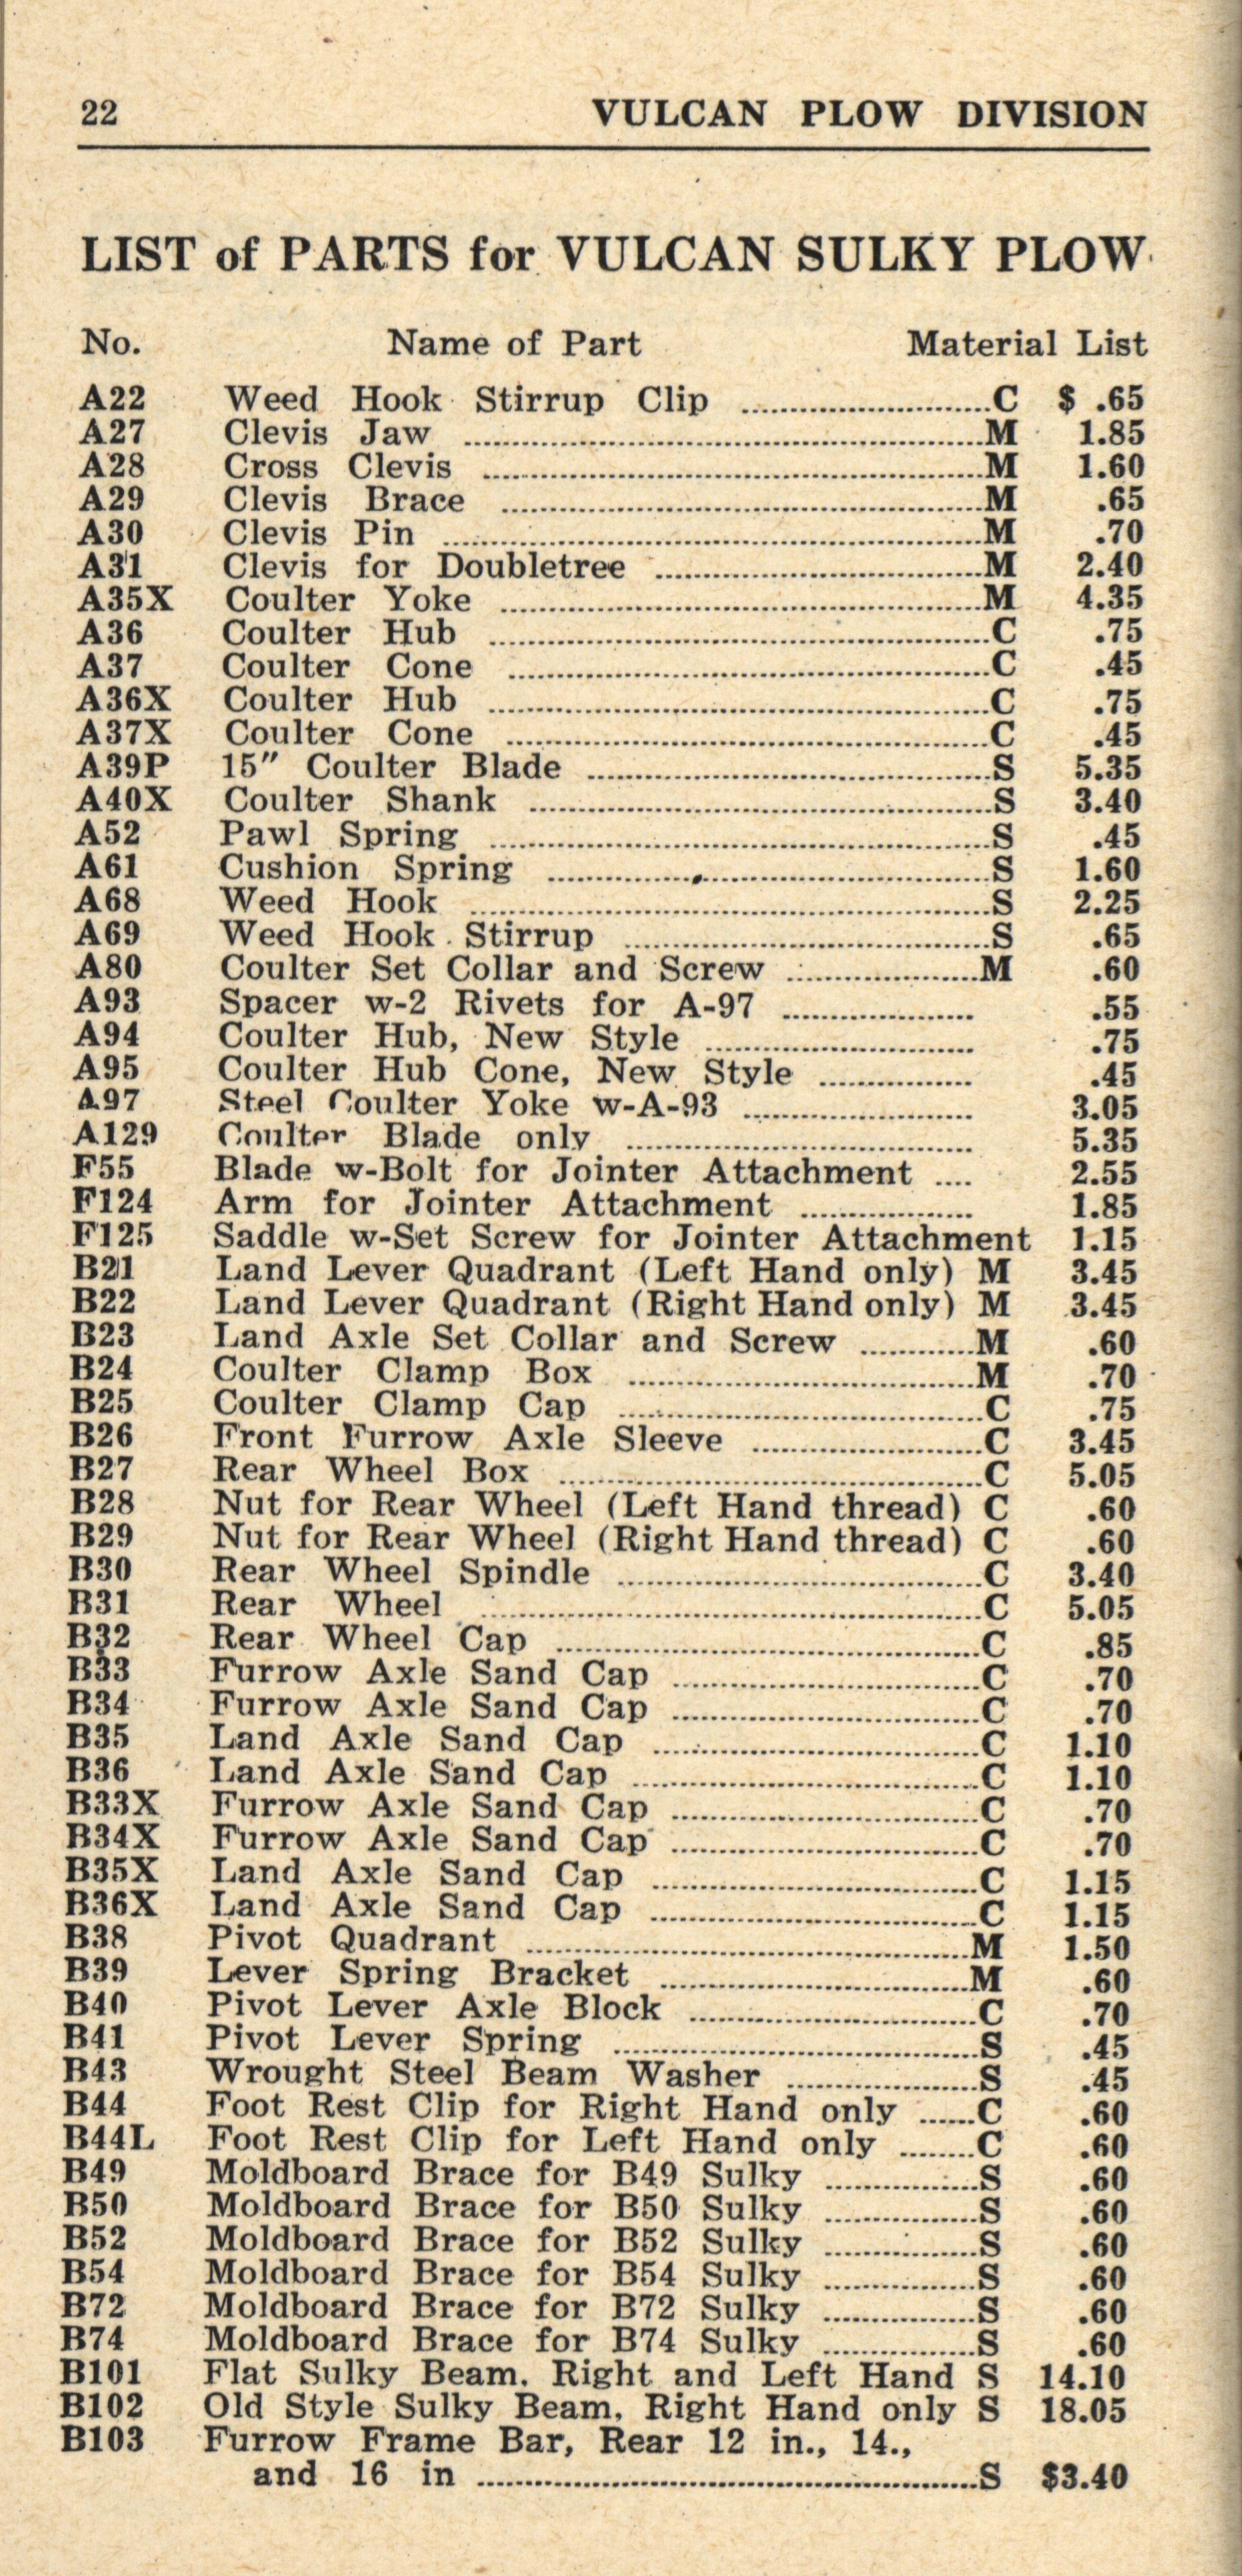 22 VULCAN PLOW DIVISION
LIST of PARTS for VULCAN SULKY PLOW
No. Name of Part Material List
A22 Weed Hook Stirrup Clip ........................ C $ .65
A27 Clevis Jaw ........................ M 1.85
A28 Cross Clevis ........................ M 1.60
A29 Clevis Brace ........................ M .65
A30 Clevis Pin ........................ M .70
A31 Clevis for Doubletree ........................ M 2.40
A35X Coulter Yoke ........................ M 4.35
A36 Coulter Hub ........................ C .75
A37 Coulter Cone ........................ C .45
A36X Coulter Hub ........................ C .75
A37X Coulter Cone ........................ C .45
A39P 15" Coulter Blade ........................ S 5.35
A40X Coulter Shank ........................ S 3.40
A52 Pawl Spring ........................ S .45
A61 Cushion Spring ........................ S 1.60
A68 Weed Hook ........................ S 2.25
A69 Weed Hook Stirrup ........................ S .65
A80 Coulter Set Collar and Screw ........................ M .60
A93 Spacer w-2 Rivets for A-97 ........................ .55
A94 Coulter Hub, New Style ........................ .75
A95 Coulter Hub Cone, New Style ................ .45
A97 Steel Coulter Yoke w-A-93 ........................ 3.05
A129 Coulter Blade only ........................ 5.35
F55 Blade w-Bolt for Jointer Attachment .... 2.55
F124 Arm for Jointer Attachment .................. 1.85
F125 Saddle w-Set Screw for Jointer Attachment 1.15
B21 Land Lever Quadrant (Left Hand only) M 3.45
B22 Land Lever Quadrant (Right Hand only) M 3.45
B23 Land Axle Set Collar and Screw ............ M .60
B24 Coulter Clamp Box ........................ M .70
B25 Coulter Clamp Cap ........................ C .75
B26 Front Furrow Axle Sleeve ........................ C 3.45
B27 Rear Wheel Box ........................ C 5.05
B28 Nut for Rear Wheel (Left Hand thread) C .60
B29 Nut for Rear Wheel (Right Hand thread) C .60
B30 Rear Wheel Spindle ........................ C 3.40
B31 Rear Wheel ........................ C 5.05
B32 Rear Wheel Cap ........................ C .85
B33 Furrow Axle Sand Cap ........................ C .70
B34 Furrow Axle Sand Cap ........................ C .70
B35 Land Axle Sand Cap ........................ C 1.10
B36 Land Axle Sand Cap ........................ C 1.10
B33X Furrow Axle Sand Cap ........................ C .70
B34X Furrow Axle Sand Cap ........................ C .70
B35X Land Axle Sand Cap ........................ C 1.15
B36X Land Axle Sand Cap ........................ C 1.15
B38 Pivot Quadrant ........................ M 1.50
B39 Lever Spring Bracket ........................ M .60
B40 Pivot Lever Axle Block ........................ C .70
B41 Pivot Lever Spring ........................ S .45
B43 Wrought Steel Beam Washer .................... S .45
B44 Foot Rest Clip for Right Hand only ...... C .60
B44L Foot Rest Clip for Left Hand only ........ C .60
B49 Moldboard Brace for B49 Sulky ................ S .60
B50 Moldboard Brace for B50 Sulky ................ S .60
B52 Moldboard Brace for B52 Sulky ................ S .60
B54 Moldboard Brace for B54 Sulky ................ S .60
B72 Moldboard Brace for B72 Sulky ................ S .60
B74 Moldboard Brace for B74 Sulky ................ S .60
B101 Flat Sulky Beam. Right and Left Hand S 14.10
B102 Old Style Sulky Beam, Right Hand only S 18.05
B103 Furrow Frame Bar, Rear 12 in., 14.,
and 16 in ........................ S $3.40